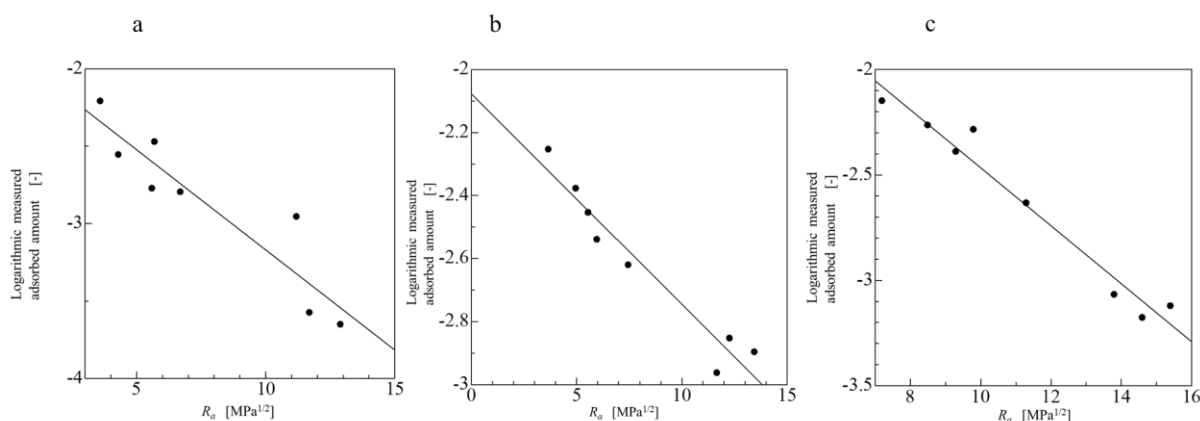 a
b
c
-2
-3
-4
5
10
15
Logarithmic measured
adsorbed amount [-]
Rₐ [MPa1/2]
-2
-2.2
-2.4
-2.6
-2.8
-3
0
5
10
15
Logarithmic measured
adsorbed amount [-]
Rₐ [MPa1/2]
-2
-2.5
-3
-3.5
8
10
12
14
16
Logarithmic measured
adsorbed amount [-]
Rₐ [MPa1/2]